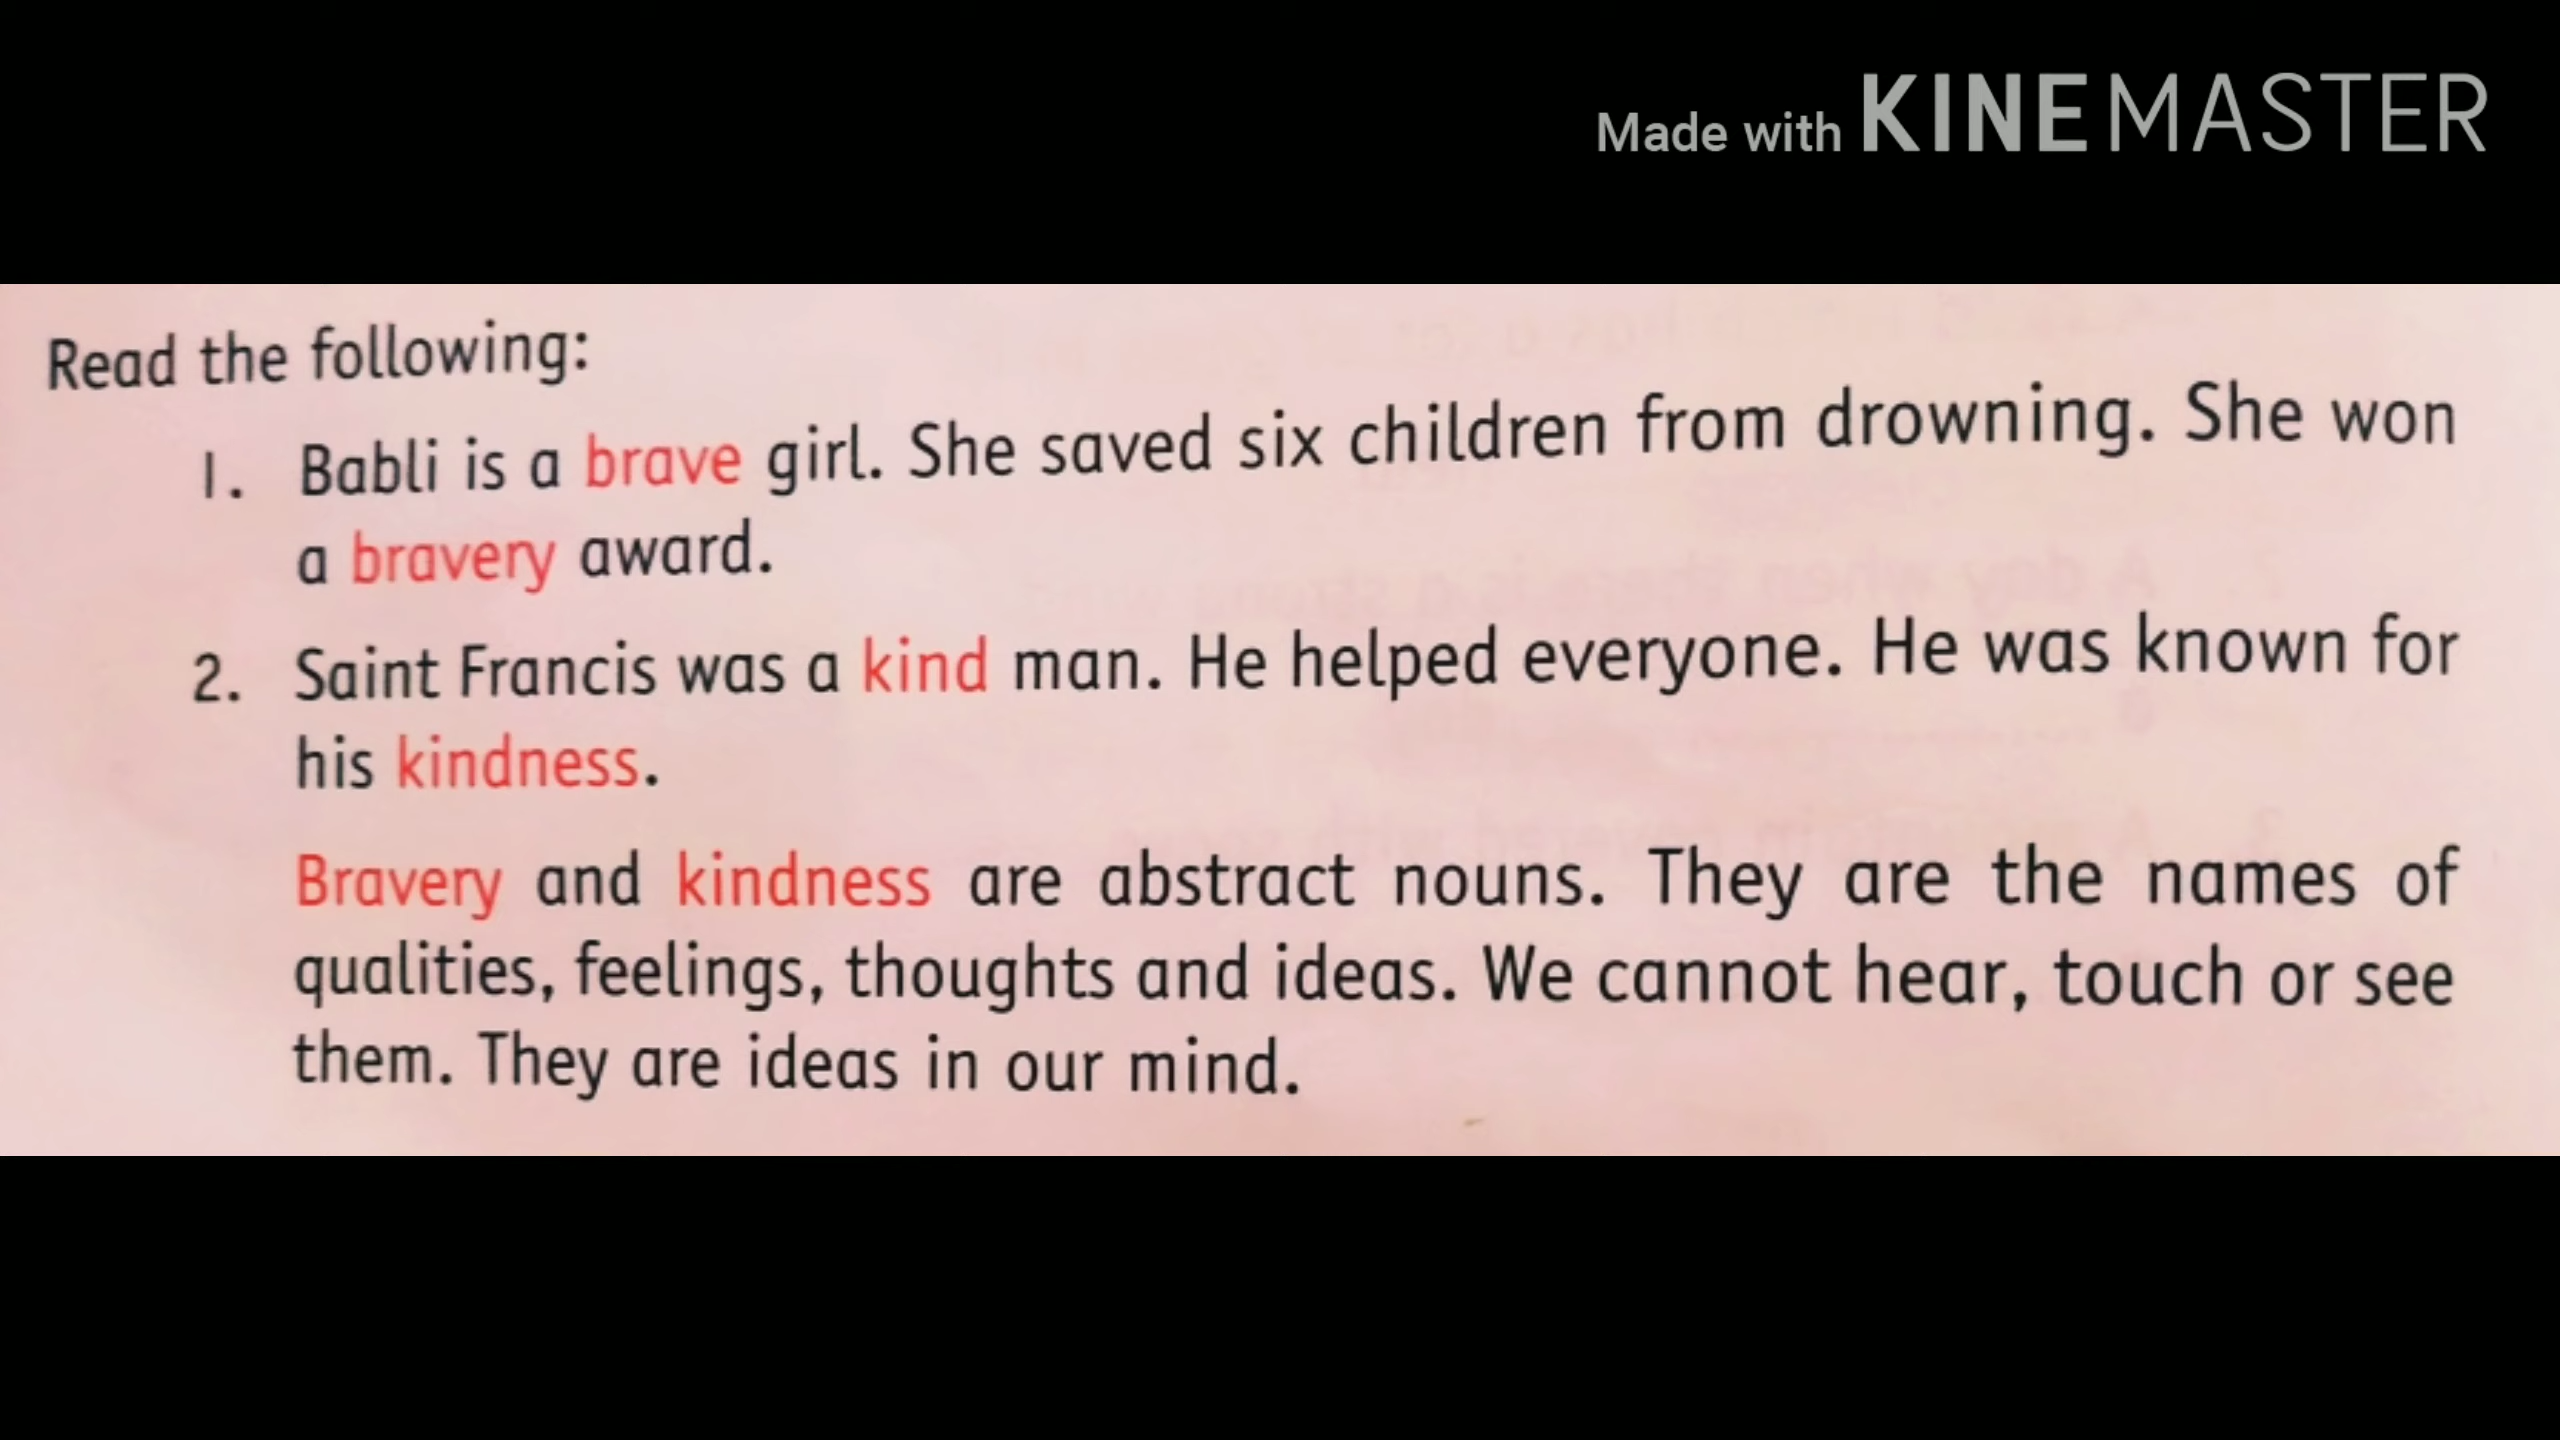 Made with KINEMASTER
Read the following:
1. Babli is a brave girl. She saved six children from drowning. She won
a bravery award.
2. Saint Francis was a kind man. He helped everyone. He was known for
his kindness.
Bravery and kindness are abstract nouns. They are the names of
qualities, feelings, thoughts and ideas. We cannot hear, touch or see
them. They are ideas in our mind.